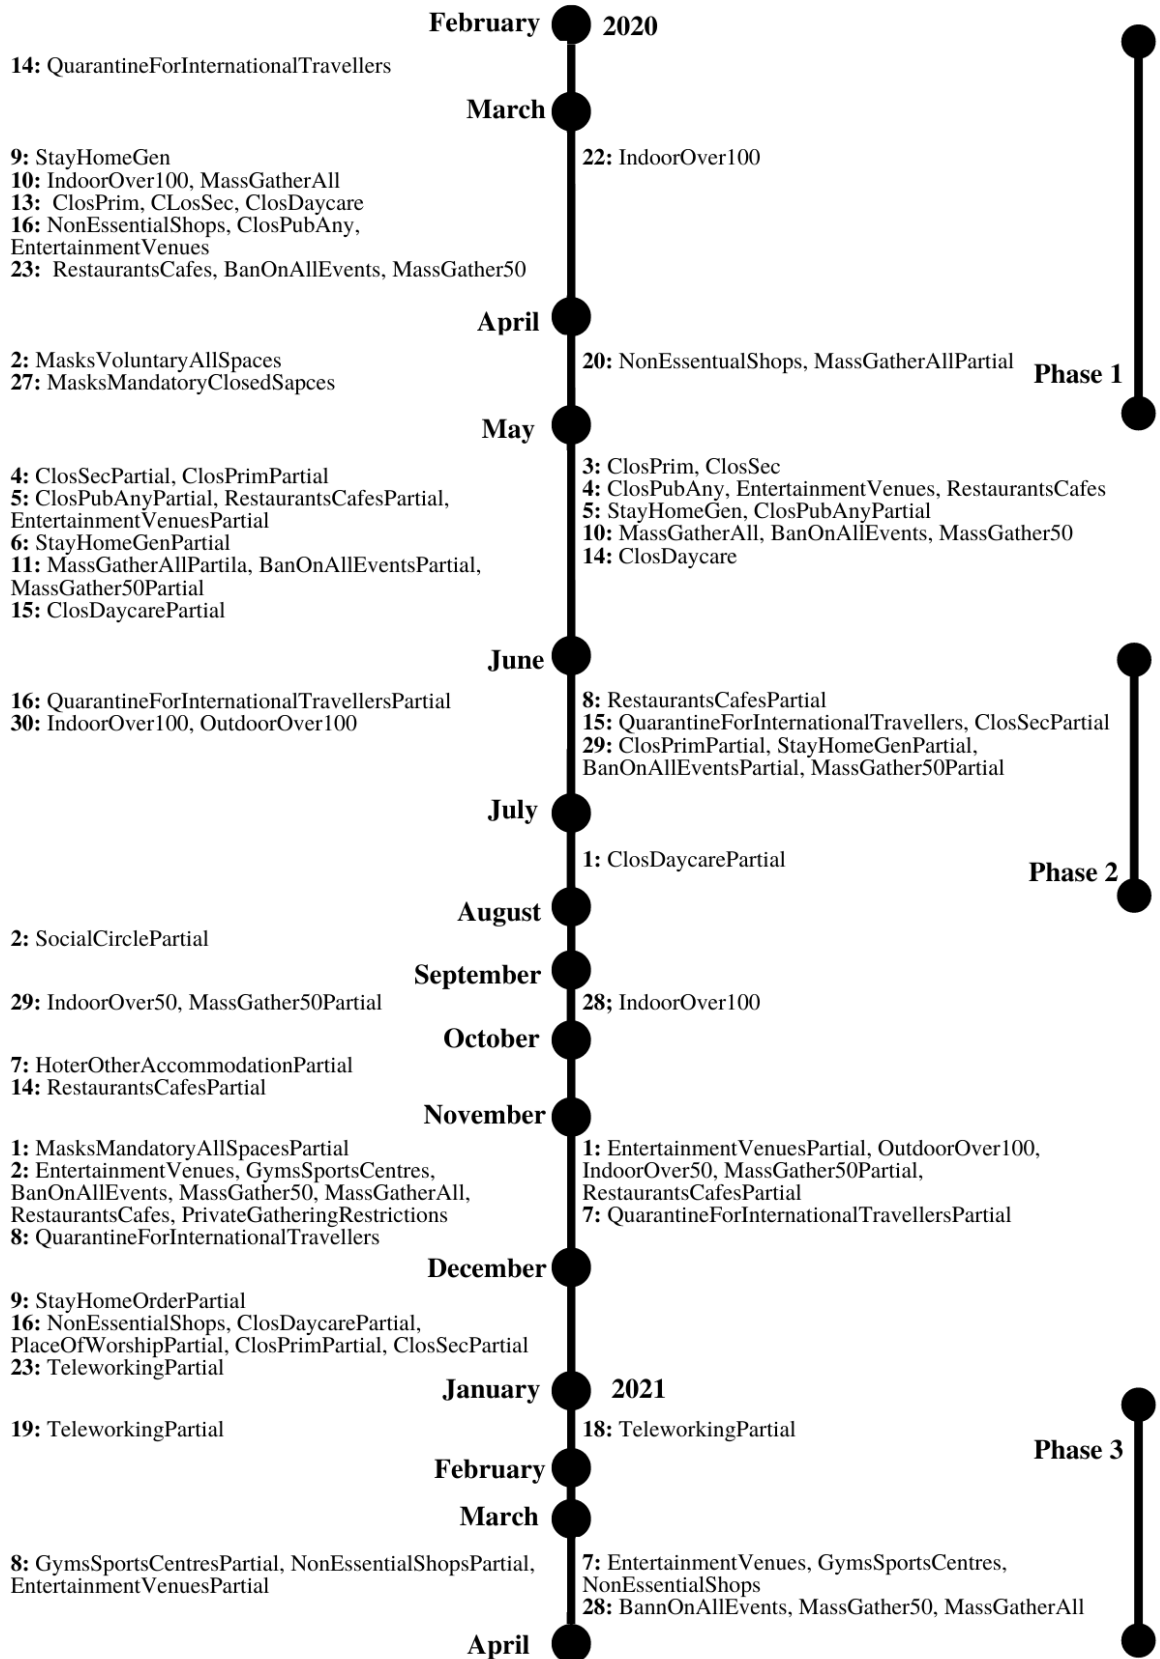 February 2020
14: QuarantineForInternationalTravellers
March
9: StayHomeGen
10: IndoorOver100, MassGatherAll
13: ClosPrim, CLosSec, ClosDaycare
16: NonEssentialShops, ClosPubAny,
EntertainmentVenues
23: RestaurantsCafes, BanOnAllEvents, MassGather50
22: IndoorOver100
April
2: MasksVoluntaryAllSpaces
27: MasksMandatoryClosedSapces
20: NonEssentualShops, MassGatherAllPartial
Phase 1
May
4: ClosSecPartial, ClosPrimPartial
5: ClosPubAnyPartial, RestaurantsCafesPartial,
EntertainmentVenuesPartial
6: StayHomeGenPartial
11: MassGatherAllPartila, BanOnAllEventsPartial,
MassGather50Partial
15: ClosDaycarePartial
3: ClosPrim, ClosSec
4: ClosPubAny, EntertainmentVenues, RestaurantsCafes
5: StayHomeGen, ClosPubAnyPartial
10: MassGatherAll, BanOnAllEvents, MassGather50
14: ClosDaycare
June
16: QuarantineForInternationalTravellersPartial
30: IndoorOver100, OutdoorOver100
8: RestaurantsCafesPartial
15: QuarantineForInternationalTravellers, ClosSecPartial
29: ClosPrimPartial, StayHomeGenPartial,
BanOnAllEventsPartial, MassGather50Partial
July
1: ClosDaycarePartial
Phase 2
August
2: SocialCirclePartial
September
29: IndoorOver50, MassGather50Partial
28; IndoorOver100
October
7: HoterOtherAccommodationPartial
14: RestaurantsCafesPartial
November
1: MasksMandatoryAllSpacesPartial
2: EntertainmentVenues, GymsSportsCentres,
BanOnAllEvents, MassGather50, MassGatherAll,
RestaurantsCafes, PrivateGatheringRestrictions
8: QuarantineForInternationalTravellers
1: EntertainmentVenuesPartial, OutdoorOver100,
IndoorOver50, MassGather50Partial,
RestaurantsCafesPartial
7: QuarantineForInternationalTravellersPartial
December
9: StayHomeOrderPartial
16: NonEssentialShops, ClosDaycarePartial,
PlaceOfWorshipPartial, ClosPrimPartial, ClosSecPartial
23: TeleworkingPartial
January 2021
19: TeleworkingPartial
18: TeleworkingPartial
Phase 3
February
March
8: GymsSportsCentresPartial, NonEssentialShopsPartial,
EntertainmentVenuesPartial
7: EntertainmentVenues, GymsSportsCentres,
NonEssentialShops
28: BannOnAllEvents, MassGather50, MassGatherAll
April